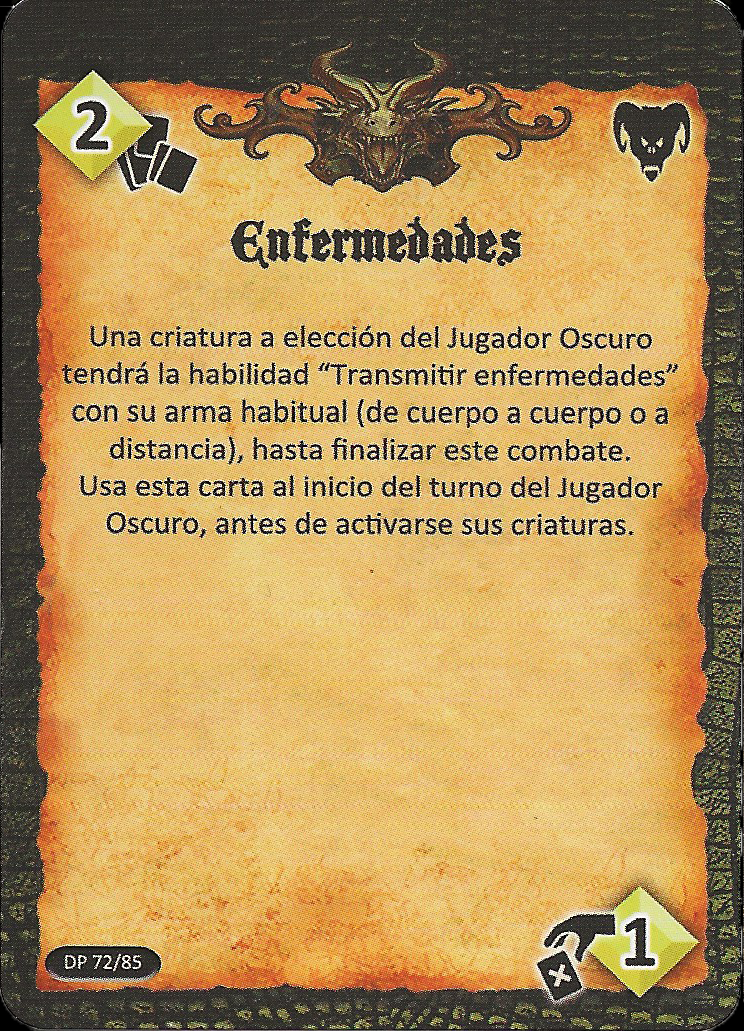 2
Enfermedades
Una criatura a elección del Jugador Oscuro
tendrá la habilidad “Transmitir enfermedades”
con su arma habitual (de cuerpo a cuerpo o a
distancia), hasta finalizar este combate.
Usa esta carta al inicio del turno del Jugador
Oscuro, antes de activarse sus criaturas.
DP 72/85
1